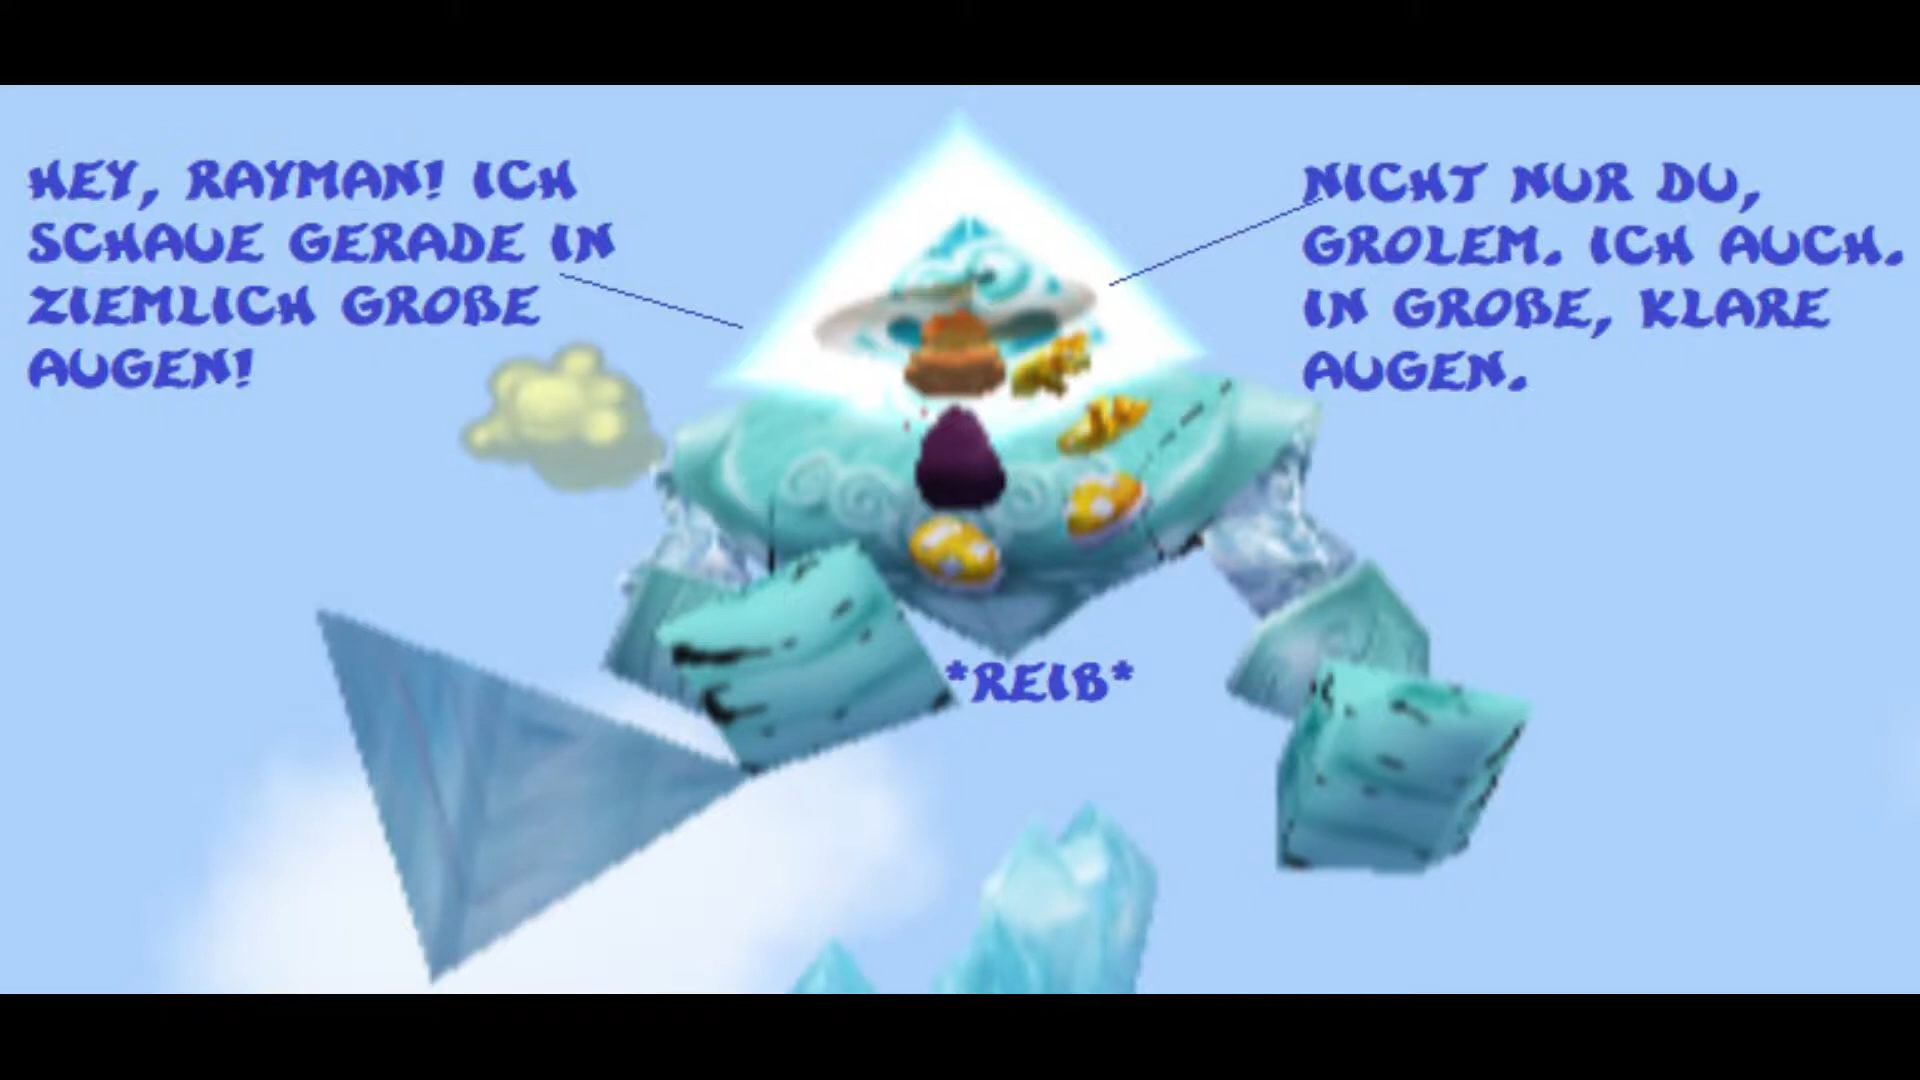 HEY, RAYMAN! ICH
SCHAUE GERADE IN
ZIEMLICH GROßE
AUGEN!
NICHT NUR DU,
GROLEM. ICH AUCH.
IN GROßE, KLARE
AUGEN.
*REIB*